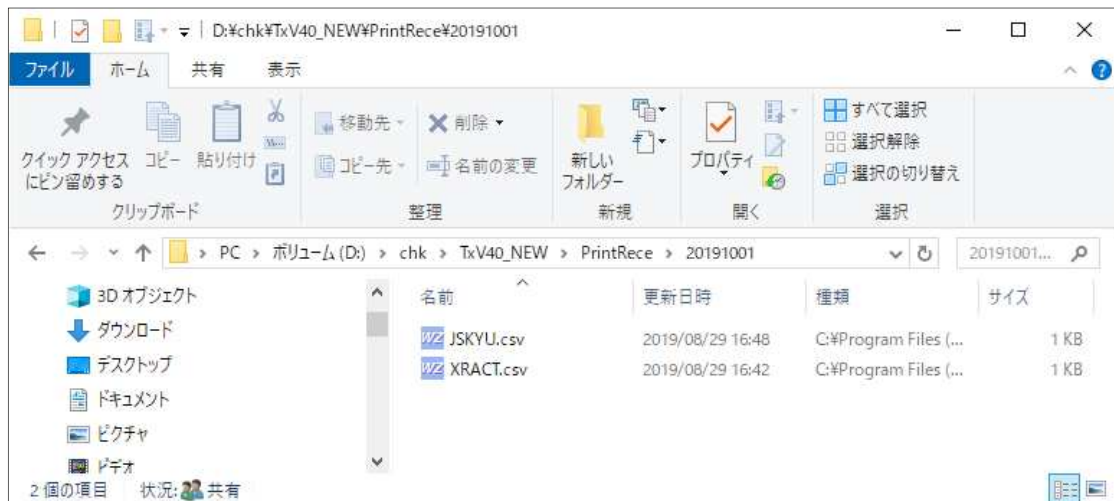 D:¥chk¥TxV40_NEW¥PrintRece¥20191001
ファイル ホーム 共有 表示
クイック アクセス
にピン留めする
コピー
貼り付け
クリップボード
移動先
コピー先
削除
名前の変更
整理
新しい
フォルダー
新規
プロパティ
開く
すべて選択
選択解除
選択の切り替え
選択
PC > ボリューム (D:) > chk > TxV40_NEW > PrintRece > 20191001
20191001...
3D オブジェクト
ダウンロード
デスクトップ
ドキュメント
ピクチャ
ビデオ
名前 更新日時 種類 サイズ
WZ JSKYU.csv 2019/08/29 16:48 C:¥Program Files (... 1 KB
WZ XRACT.csv 2019/08/29 16:42 C:¥Program Files (... 1 KB
2 個の項目 状況: 共有